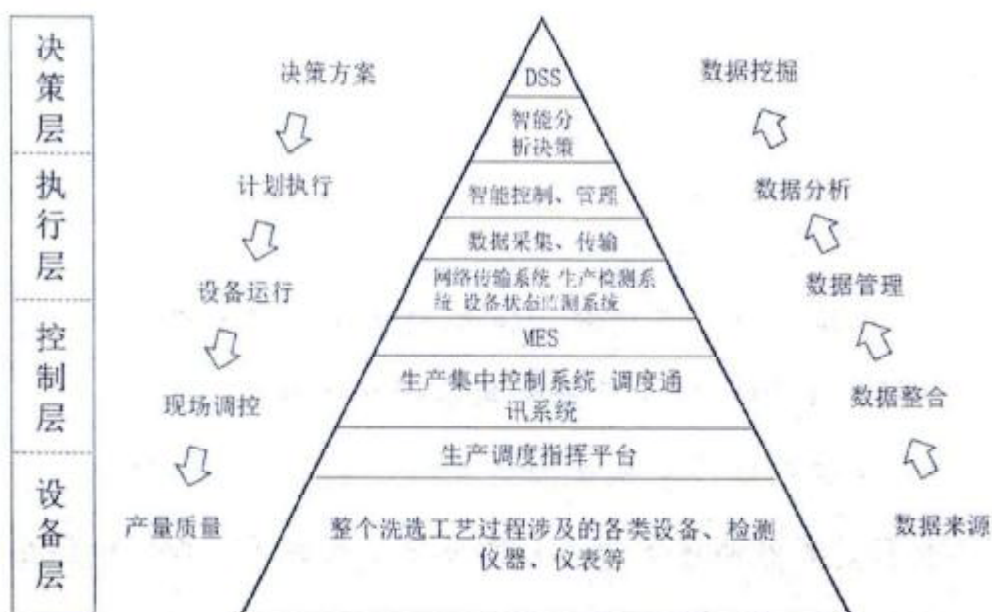 决策层
执行层
控制层
设备层
决策方案
计划执行
设备运行
现场调控
产量质量
DSS
智能分
析决策
智能控制、管理
数据采集、传输
网络传输系统 生产检测系
统 设备状态监测系统
MES
生产集中控制系统 调度通
讯系统
生产调度指挥平台
整个洗选工艺过程涉及的各类设备、检测
仪器、仪表等
数据挖掘
数据分析
数据管理
数据整合
数据来源